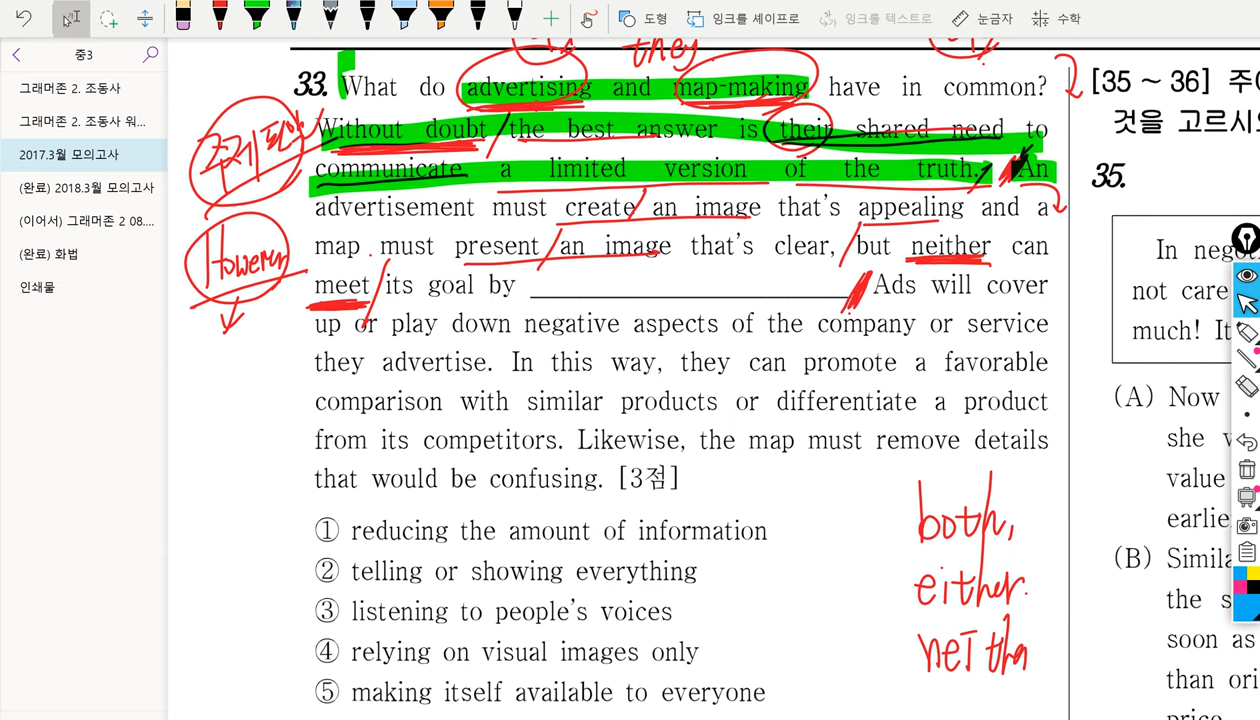 도형
잉크를 셰이프로
잉크를 텍스트로
눈금자
수학
중3
그래머존 2. 조동사
그래머존 2. 조동사 워...
2017.3월 모의고사
(완료) 2018.3월 모의고사
(이어서) 그래머존 2 08....
(완료) 화법
인쇄물
they
33. What do advertising and map-making have in common?
Without doubt the best answer is their shared need to
communicate a limited version of the truth. An
advertisement must create an image that's appealing and a
map must present an image that's clear, but neither can
meet its goal by ______________________. Ads will cover
up or play down negative aspects of the company or service
they advertise. In this way, they can promote a favorable
comparison with similar products or differentiate a product
from its competitors. Likewise, the map must remove details
that would be confusing. [3점]
① reducing the amount of information
② telling or showing everything
③ listening to people's voices
④ relying on visual images only
⑤ making itself available to everyone
However
both,
either.
[35 ~ 36] 주
것을 고르시
35.
In nego
not care
much! It
(A) Now
she
value
earlie
(B) Simila
the s
soon as
than ori
price